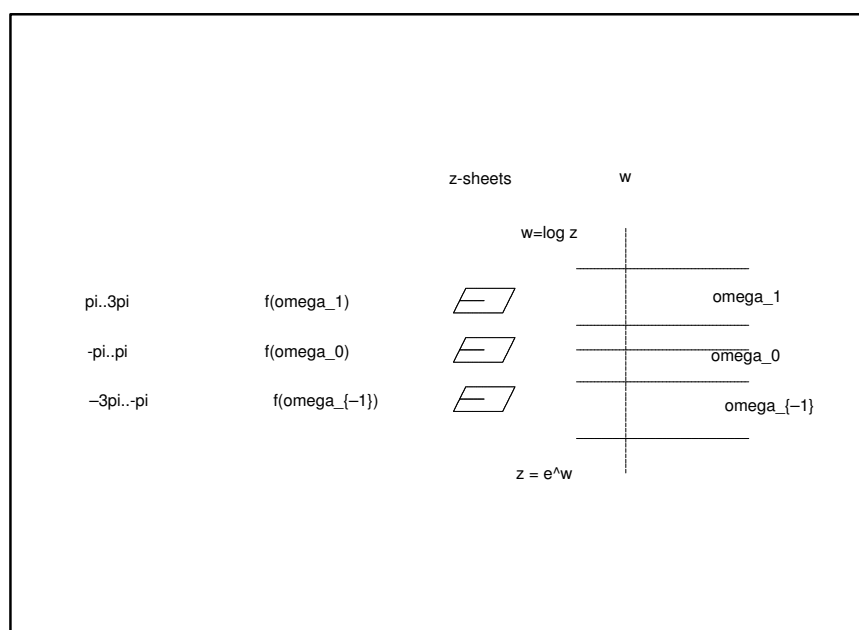 z-sheets w
w=log z
pi..3pi f(omega_1) omega_1
-pi..pi f(omega_0) omega_0
–3pi..-pi f(omega_{–1}) omega_{–1}
z = e^w